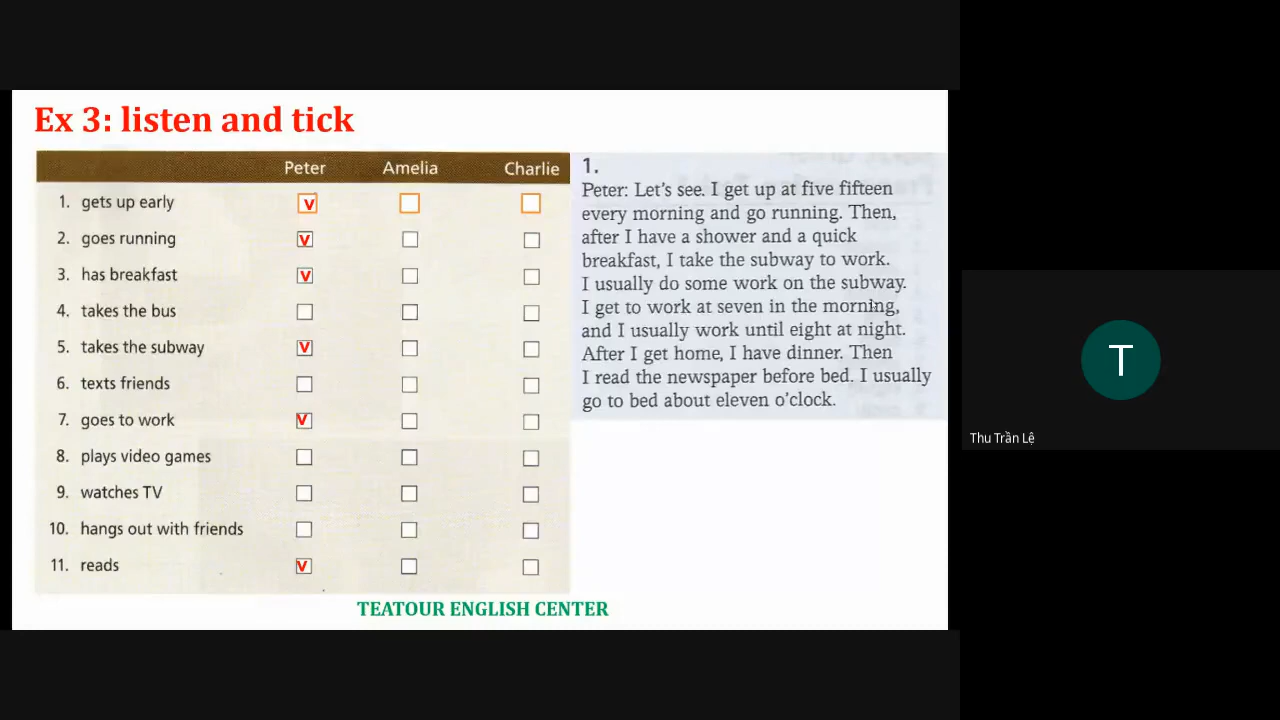 Ex 3: listen and tick
Peter Amelia Charlie
1. gets up early v
2. goes running v
3. has breakfast v
4. takes the bus
5. takes the subway v
6. texts friends
7. goes to work v
8. plays video games
9. watches TV
10. hangs out with friends
11. reads v
1.
Peter: Let's see. I get up at five fifteen
every morning and go running. Then,
after I have a shower and a quick
breakfast, I take the subway to work.
I usually do some work on the subway.
I get to work at seven in the morning,
and I usually work until eight at night.
After I get home, I have dinner. Then
I read the newspaper before bed. I usually
go to bed about eleven o'clock.
TEATOUR ENGLISH CENTER
T
Thu Trần Lệ